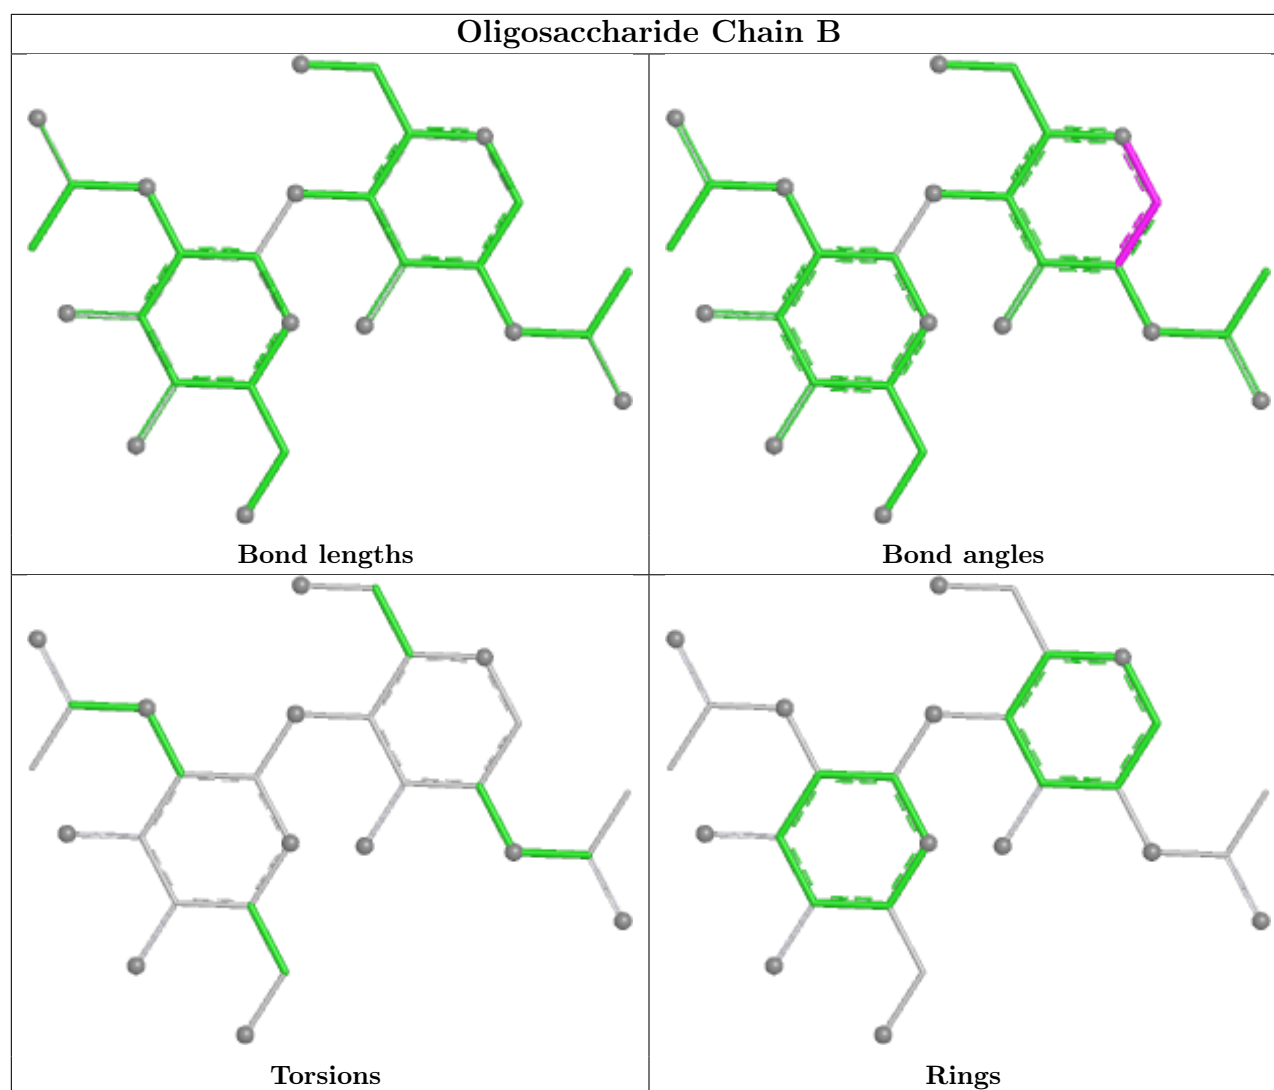 Oligosaccharide Chain B
Bond lengths
Bond angles
Torsions
Rings